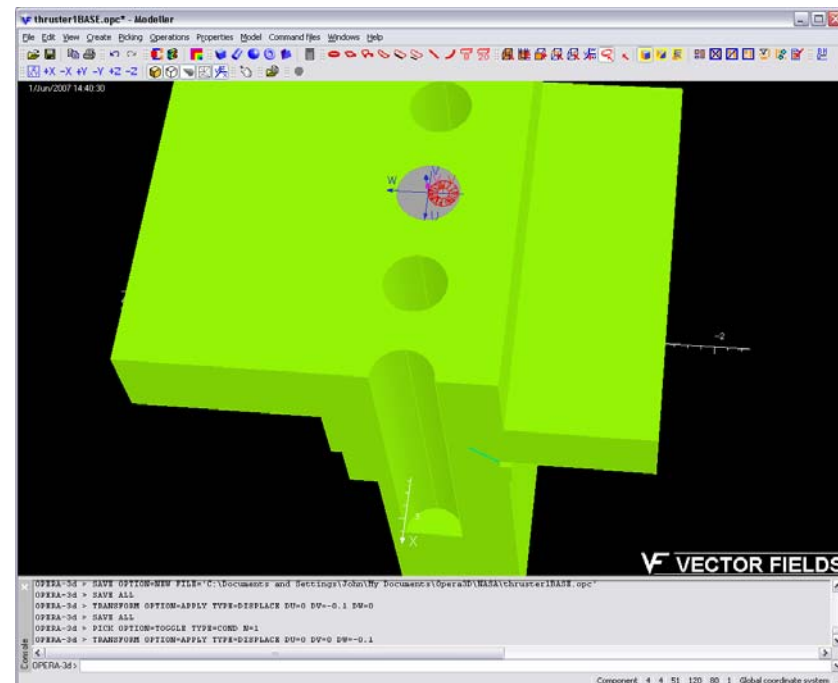 thruster1BASE.opc* - Modeller
File Edit View Create Picking Operations Properties Model Command files Windows Help
+X -X +Y -Y +Z -Z
1/Jun/2007 14:40:30
W V
U
-2
X
VF VECTOR FIELDS
OPERA-3d > SAVE OPTION=NEW FILE='C:\Documents and Settings\John\My Documents\Opera3D\NASA\thruster1BASE.opc'
OPERA-3d > SAVE ALL
OPERA-3d > TRANSFORM OPTION=APPLY TYPE=DISPLACE DU=0 DV=-0.1 DW=0
OPERA-3d > SAVE ALL
OPERA-3d > PICK OPTION=TOGGLE TYPE=COND N=1
OPERA-3d > TRANSFORM OPTION=APPLY TYPE=DISPLACE DU=0 DV=0 DW=-0.1
Console
OPERA-3d >
Component 4 4 51 120 80 1 Global coordinate system